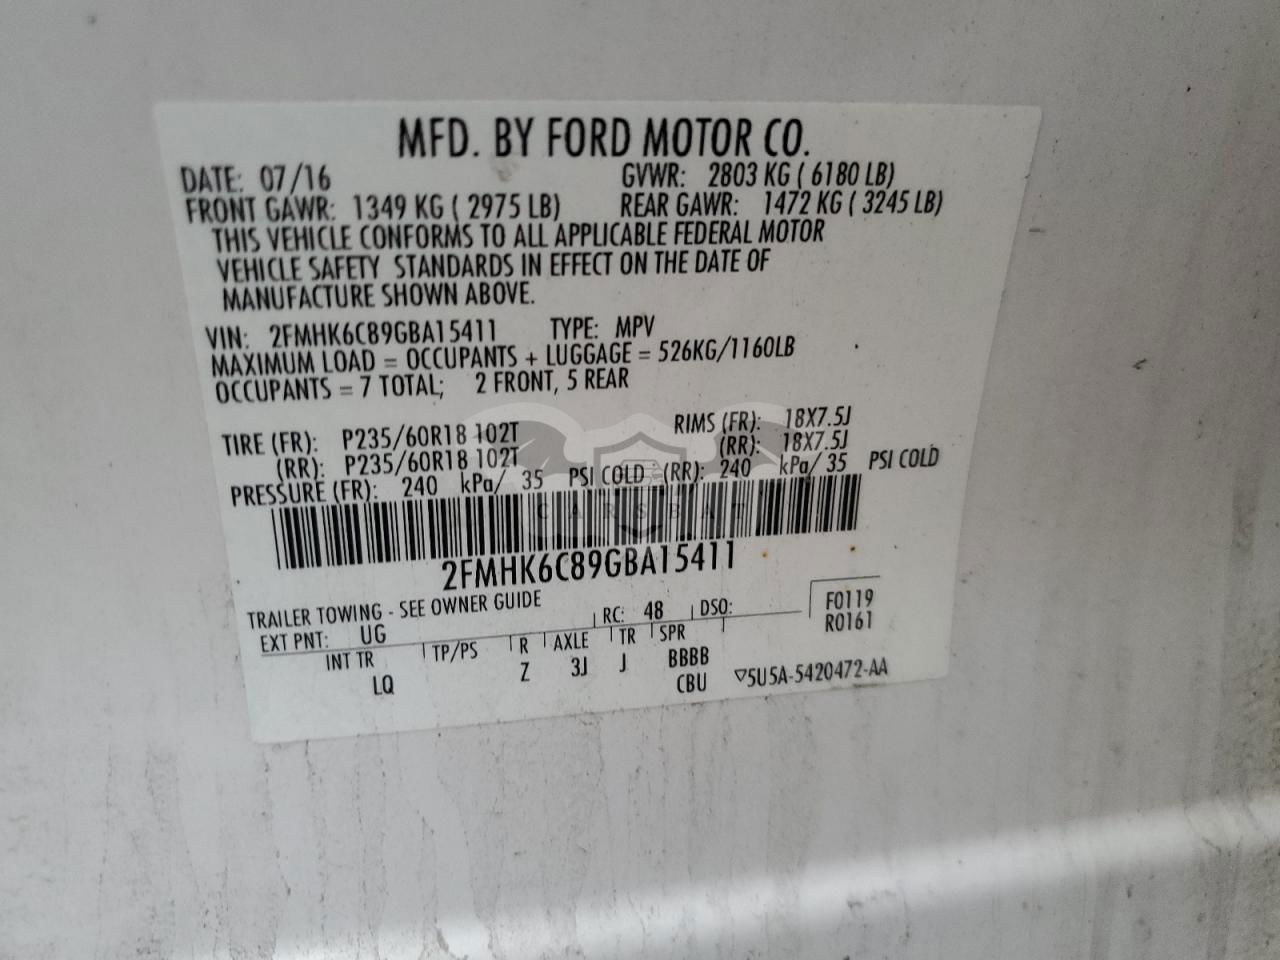 MFD. BY FORD MOTOR CO.
DATE: 07/16 GVWR: 2803 KG ( 6180 LB)
FRONT GAWR: 1349 KG ( 2975 LB) REAR GAWR: 1472 KG ( 3245 LB)
THIS VEHICLE CONFORMS TO ALL APPLICABLE FEDERAL MOTOR
VEHICLE SAFETY STANDARDS IN EFFECT ON THE DATE OF
MANUFACTURE SHOWN ABOVE.
VIN: 2FMHK6C89GBA15411 TYPE: MPV
MAXIMUM LOAD = OCCUPANTS + LUGGAGE = 526KG/1160LB
OCCUPANTS = 7 TOTAL; 2 FRONT, 5 REAR
TIRE (FR): P235/60R18 102T RIMS (FR): 18X7.5J
(RR): P235/60R18 102T (RR): 18X7.5J
PRESSURE (FR): 240 kPa/ 35 PSI COLD (RR): 240 kPa/ 35 PSI COLD
CARSBAT
2FMHK6C89GBA15411
TRAILER TOWING - SEE OWNER GUIDE
EXT PNT: UG RC: 48 DSO: F0119
R0161
INT TR TP/PS R AXLE TR SPR
LQ Z 3J J BBBB
CBU ▽5U5A-5420472-AA